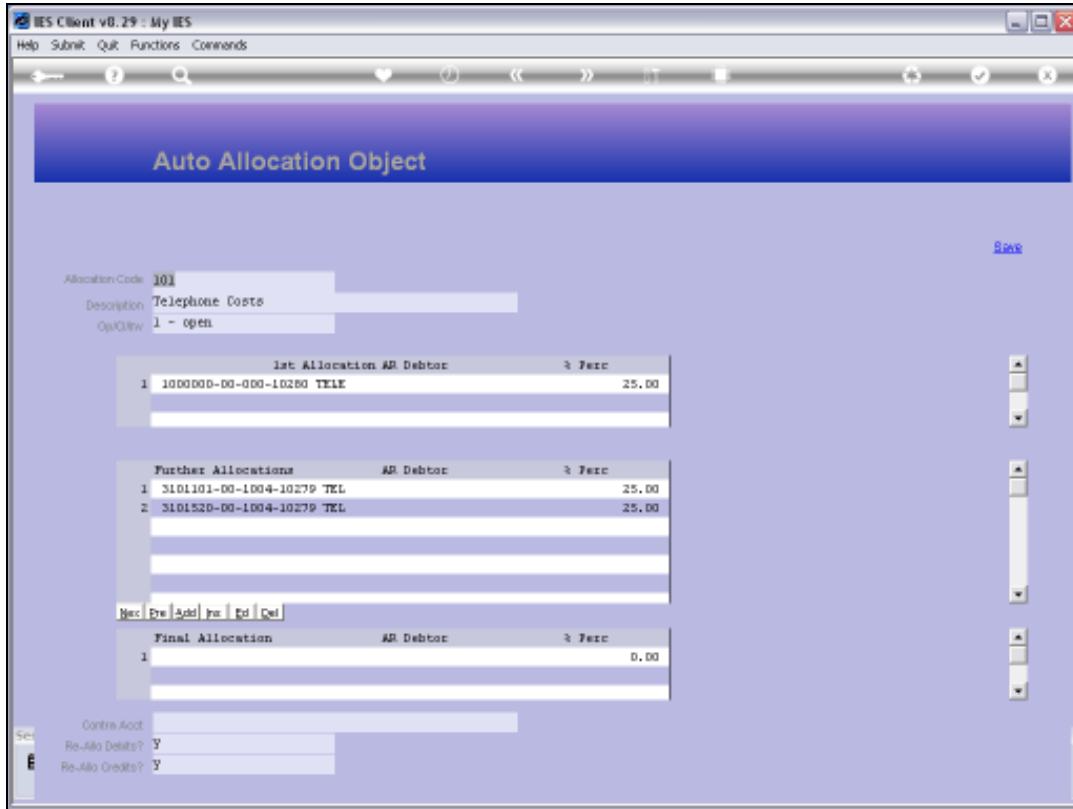 IES Client v8.29 : My IES
Help Submit Quit Functions Commands
Auto Allocation Object
Save
Allocation Code 101
Description Telephone Costs
Op/Cl/Inv 1 - open
1st Allocation AR Debtor % Perc
1 1000000-00-000-10280 TELE 25.00
Further Allocations AR Debtor % Perc
1 3101101-00-1004-10279 TEL 25.00
2 3101520-00-1004-10279 TEL 25.00
Nex Pre Add Ins Ed Del
Final Allocation AR Debtor % Perc
1 0.00
Contra Acct
Re-Allo Debits? Y
Re-Allo Credits? Y